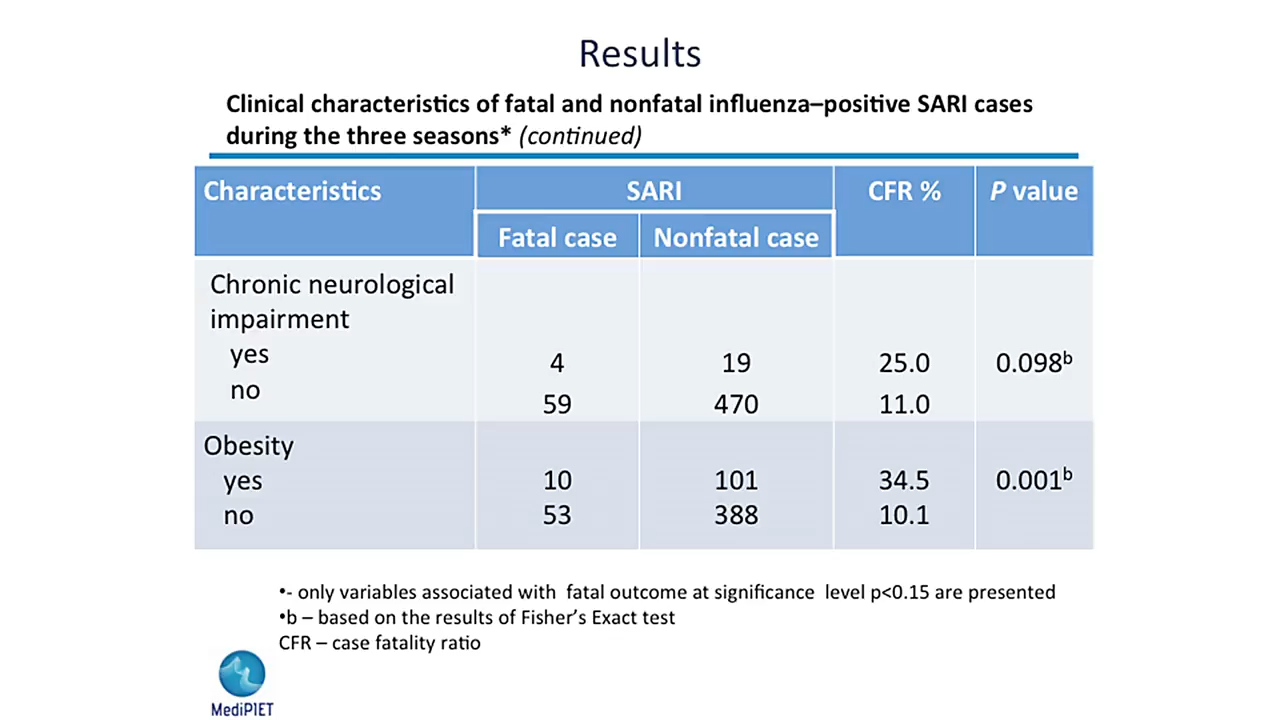 Results
Clinical characteristics of fatal and nonfatal influenza–positive SARI cases
during the three seasons* (continued)
Characteristics SARI CFR % P value
Fatal case Nonfatal case
Chronic neurological
impairment
yes 4 19 25.0 0.098b
no 59 470 11.0
Obesity
yes 10 101 34.5 0.001b
no 53 388 10.1
•- only variables associated with fatal outcome at significance level p<0.15 are presented
•b – based on the results of Fisher's Exact test
CFR – case fatality ratio
MediPIET